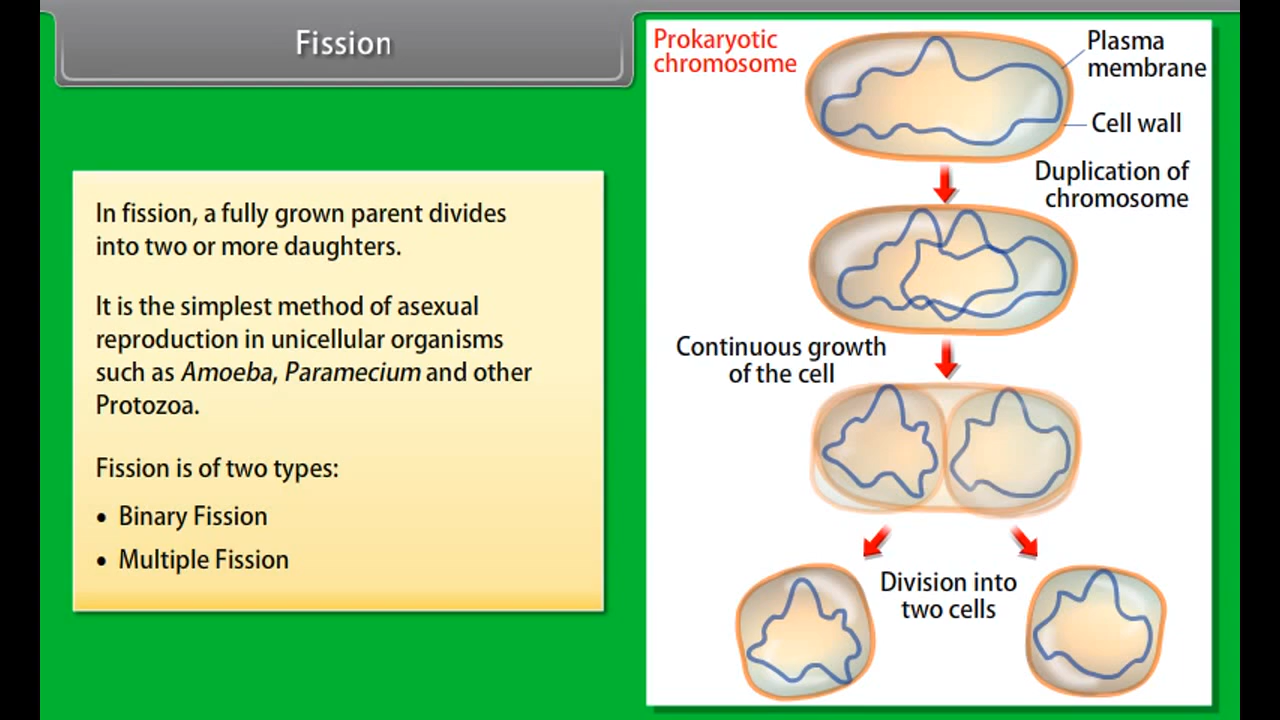 Fission
In fission, a fully grown parent divides
into two or more daughters.
It is the simplest method of asexual
reproduction in unicellular organisms
such as Amoeba, Paramecium and other
Protozoa.
Fission is of two types:
• Binary Fission
• Multiple Fission
Prokaryotic
chromosome
Plasma
membrane
Cell wall
Duplication of
chromosome
Continuous growth
of the cell
Division into
two cells